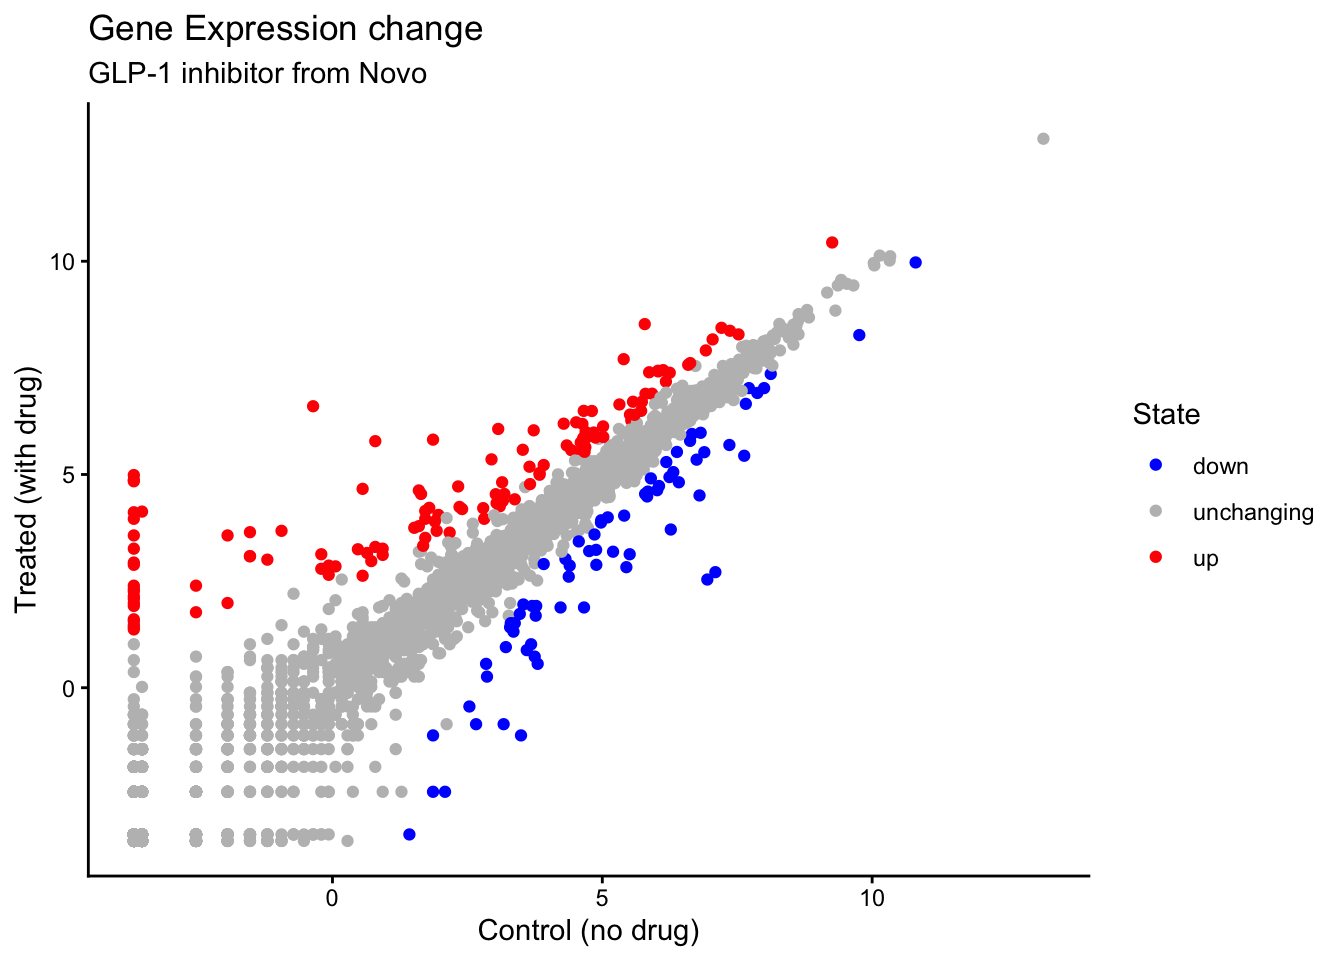 Gene Expression change
GLP-1 inhibitor from Novo
10
5
0
Treated (with drug)
0
5
10
Control (no drug)
State
down
unchanging
up